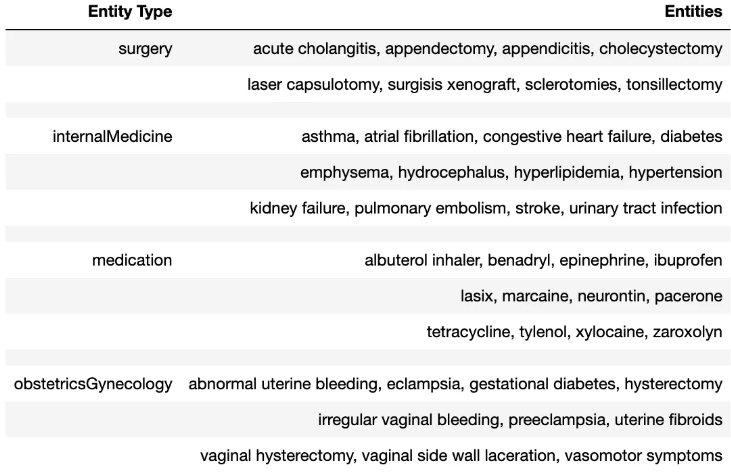 Entity Type Entities
surgery acute cholangitis, appendectomy, appendicitis, cholecystectomy
laser capsulotomy, surgisis xenograft, sclerotomies, tonsillectomy
internalMedicine asthma, atrial fibrillation, congestive heart failure, diabetes
emphysema, hydrocephalus, hyperlipidemia, hypertension
kidney failure, pulmonary embolism, stroke, urinary tract infection
medication albuterol inhaler, benadryl, epinephrine, ibuprofen
lasix, marcaine, neurontin, pacerone
tetracycline, tylenol, xylocaine, zaroxolyn
obstetricsGynecology abnormal uterine bleeding, eclampsia, gestational diabetes, hysterectomy
irregular vaginal bleeding, preeclampsia, uterine fibroids
vaginal hysterectomy, vaginal side wall laceration, vasomotor symptoms